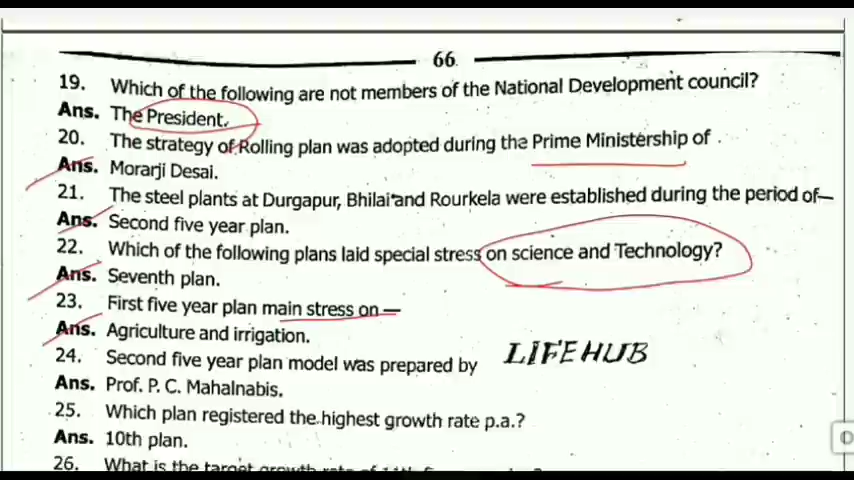 66
19. Which of the following are not members of the National Development council?
Ans. The President.
20. The strategy of Rolling plan was adopted during the Prime Ministership of
Ans. Morarji Desai.
21. The steel plants at Durgapur, Bhilai and Rourkela were established during the period of—
Ans. Second five year plan.
22. Which of the following plans laid special stress on science and Technology?
Ans. Seventh plan.
23. First five year plan main stress on —
Ans. Agriculture and irrigation.
24. Second five year plan model was prepared by
LIFEHUB
Ans. Prof. P. C. Mahalnabis.
25. Which plan registered the highest growth rate p.a.?
Ans. 10th plan.
26. What is the target growth rate of 11th